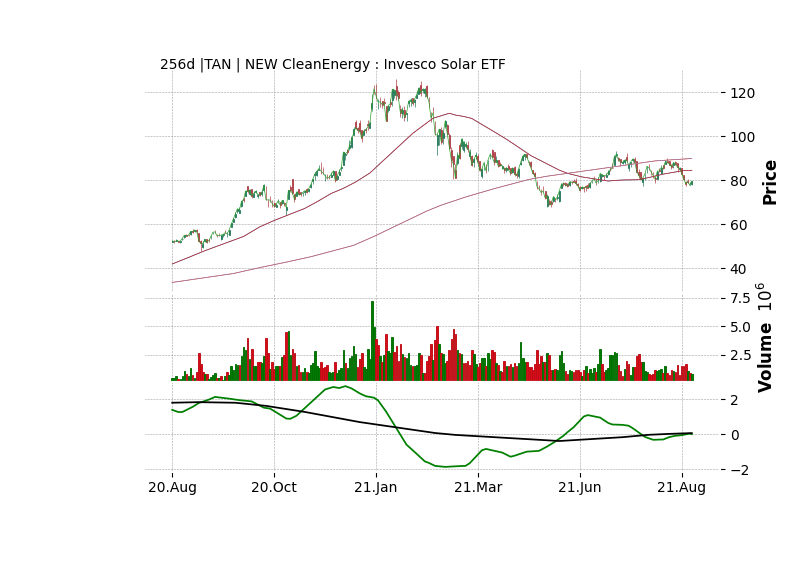 256d |TAN | NEW CleanEnergy : Invesco Solar ETF
120
100
80
60
40
Price
7.5
5.0
2.5
Volume 10^6
2
0
−2
20.Aug 20.Oct 21.Jan 21.Mar 21.Jun 21.Aug